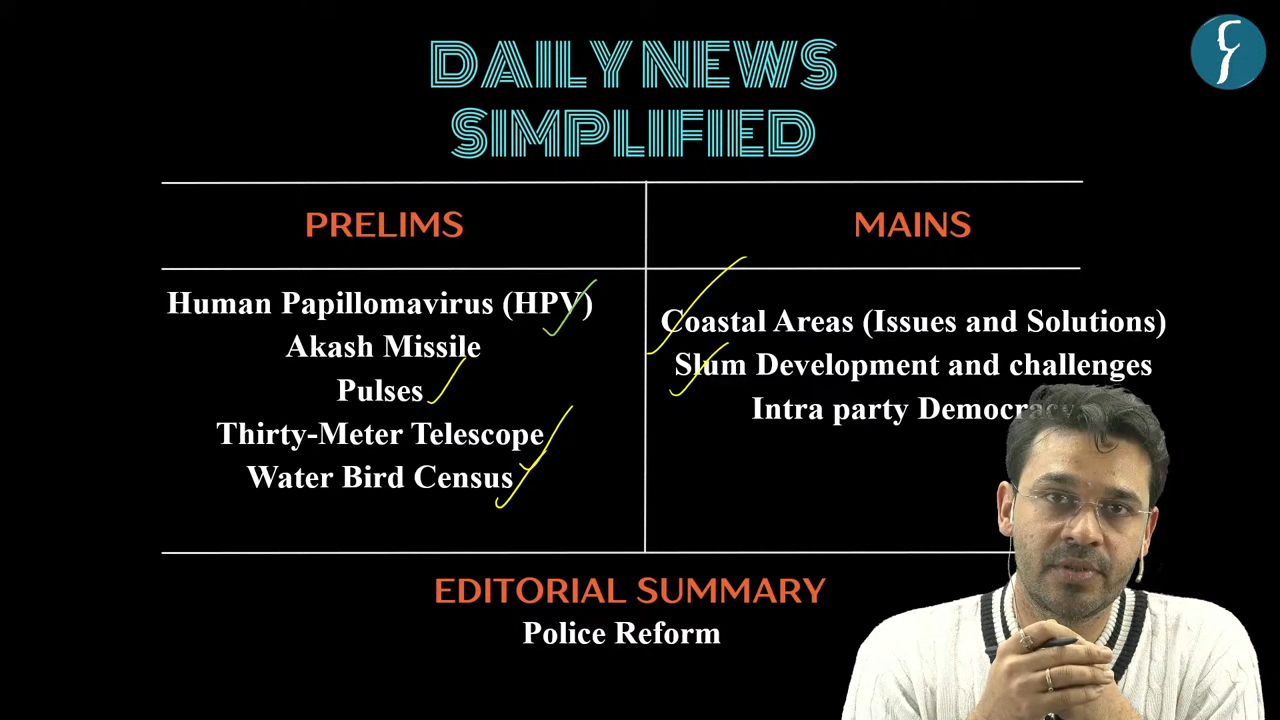 DAILY NEWS
SIMPLIFIED
PRELIMS
MAINS
Human Papillomavirus (HPV)
Akash Missile
Pulses
Thirty-Meter Telescope
Water Bird Census
Coastal Areas (Issues and Solutions)
Slum Development and challenges
Intra party Democracy
EDITORIAL SUMMARY
Police Reform